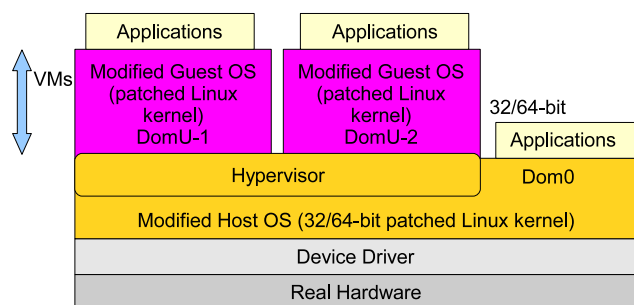 Applications
Applications
VMs
Modified Guest OS
(patched Linux
kernel)
DomU-1
Modified Guest OS
(patched Linux
kernel)
DomU-2
32/64-bit
Applications
Hypervisor
Dom0
Modified Host OS (32/64-bit patched Linux kernel)
Device Driver
Real Hardware